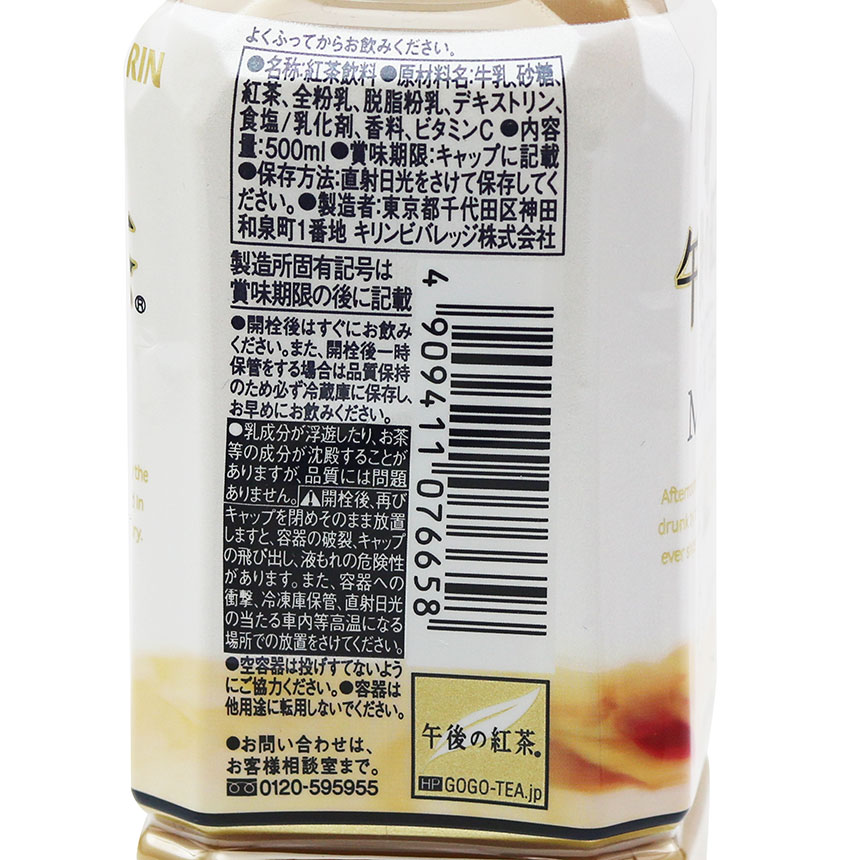 よくふってからお飲みください。
●名称:紅茶飲料●原材料名:牛乳、砂糖、
紅茶、全粉乳、脱脂粉乳、デキストリン、
食塩/乳化剤、香料、ビタミンC ●内容
量:500ml ●賞味期限:キャップに記載
●保存方法:直射日光をさけて保存してく
ださい。●製造者:東京都千代田区神田
和泉町1番地 キリンビバレッジ株式会社
製造所固有記号は
賞味期限の後に記載
●開栓後はすぐにお飲み
ください。また、開栓後一時
保管をする場合は品質保持
のため必ず冷蔵庫に保存し、
お早めにお飲みください。
●乳成分が浮遊したり、お茶
等の成分が沈殿することが
ありますが、品質には問題
ありません。⚠開栓後、再び
キャップを閉めそのまま放置
しますと、容器の破裂、キャップ
の飛び出し、液もれの危険性
があります。また、容器への
衝撃、冷凍庫保管、直射日光
の当たる車内等高温になる
場所での放置をさけてください。
●空容器は投げすてないよう
にご協力ください。●容器は
他用途に転用しないでください。
●お問い合わせは、
お客様相談室まで。
0120-595955
4 909411 076658
午後の紅茶®
HP GOGO-TEA.jp
RIN
®
the
in
午
M
drunk
ever